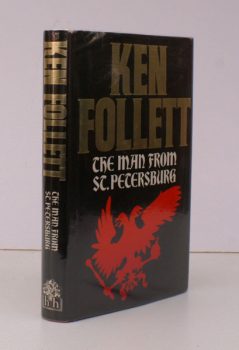 KEN
FOLLETT
THE MAN FROM
ST. PETERSBURG
KEN
FOLLETT
THE MAN FROM
ST. PETERSBURG